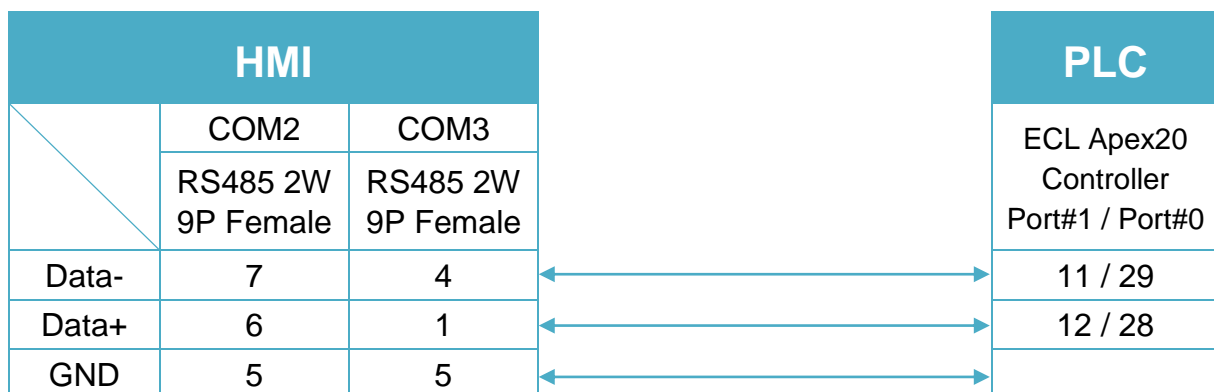 HMI PLC
COM2 COM3
RS485 2W RS485 2W
9P Female 9P Female
ECL Apex20
Controller
Port#1 / Port#0
Data- 7 4 11 / 29
Data+ 6 1 12 / 28
GND 5 5